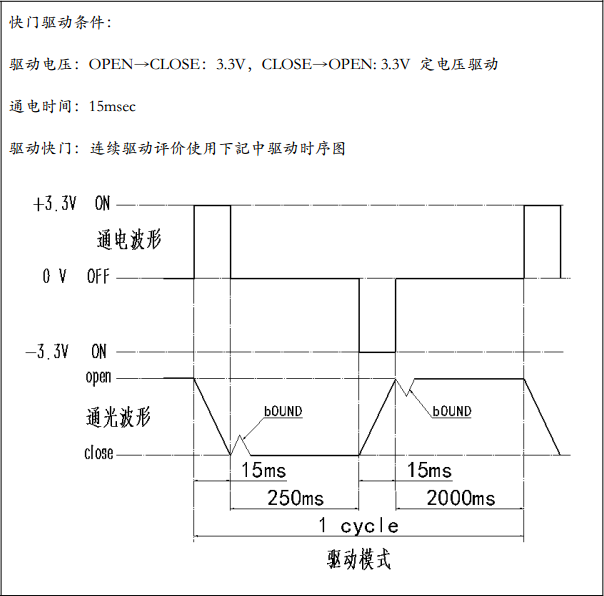 快门驱动条件：
驱动电压：OPEN→CLOSE：3.3V，CLOSE→OPEN: 3.3V 定电压驱动
通电时间：15msec
驱动快门：连续驱动评价使用下記中驱动时序图
+3.3V ON
通电波形
0 V OFF
-3.3V ON
open
通光波形
bOUND
bOUND
close
15ms
15ms
250ms
2000ms
1 cycle
驱动模式